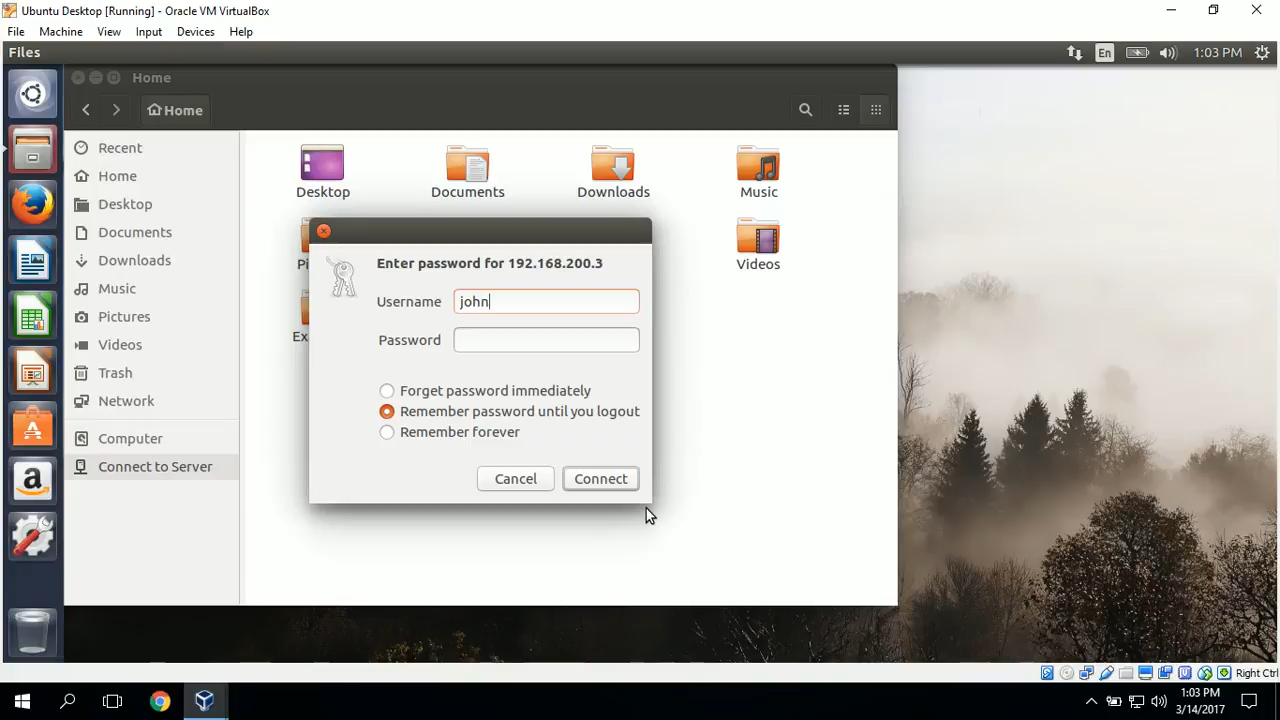 Ubuntu Desktop [Running] - Oracle VM VirtualBox
File Machine View Input Devices Help
Files
En
1:03 PM
Home
Home
Recent
Home
Desktop
Documents
Downloads
Music
Pictures
Videos
Trash
Network
Computer
Connect to Server
Desktop
Documents
Downloads
Music
Pi
Videos
Ex
Enter password for 192.168.200.3
Username john
Password
Forget password immediately
Remember password until you logout
Remember forever
Cancel
Connect
Right Ctrl
1:03 PM
3/14/2017